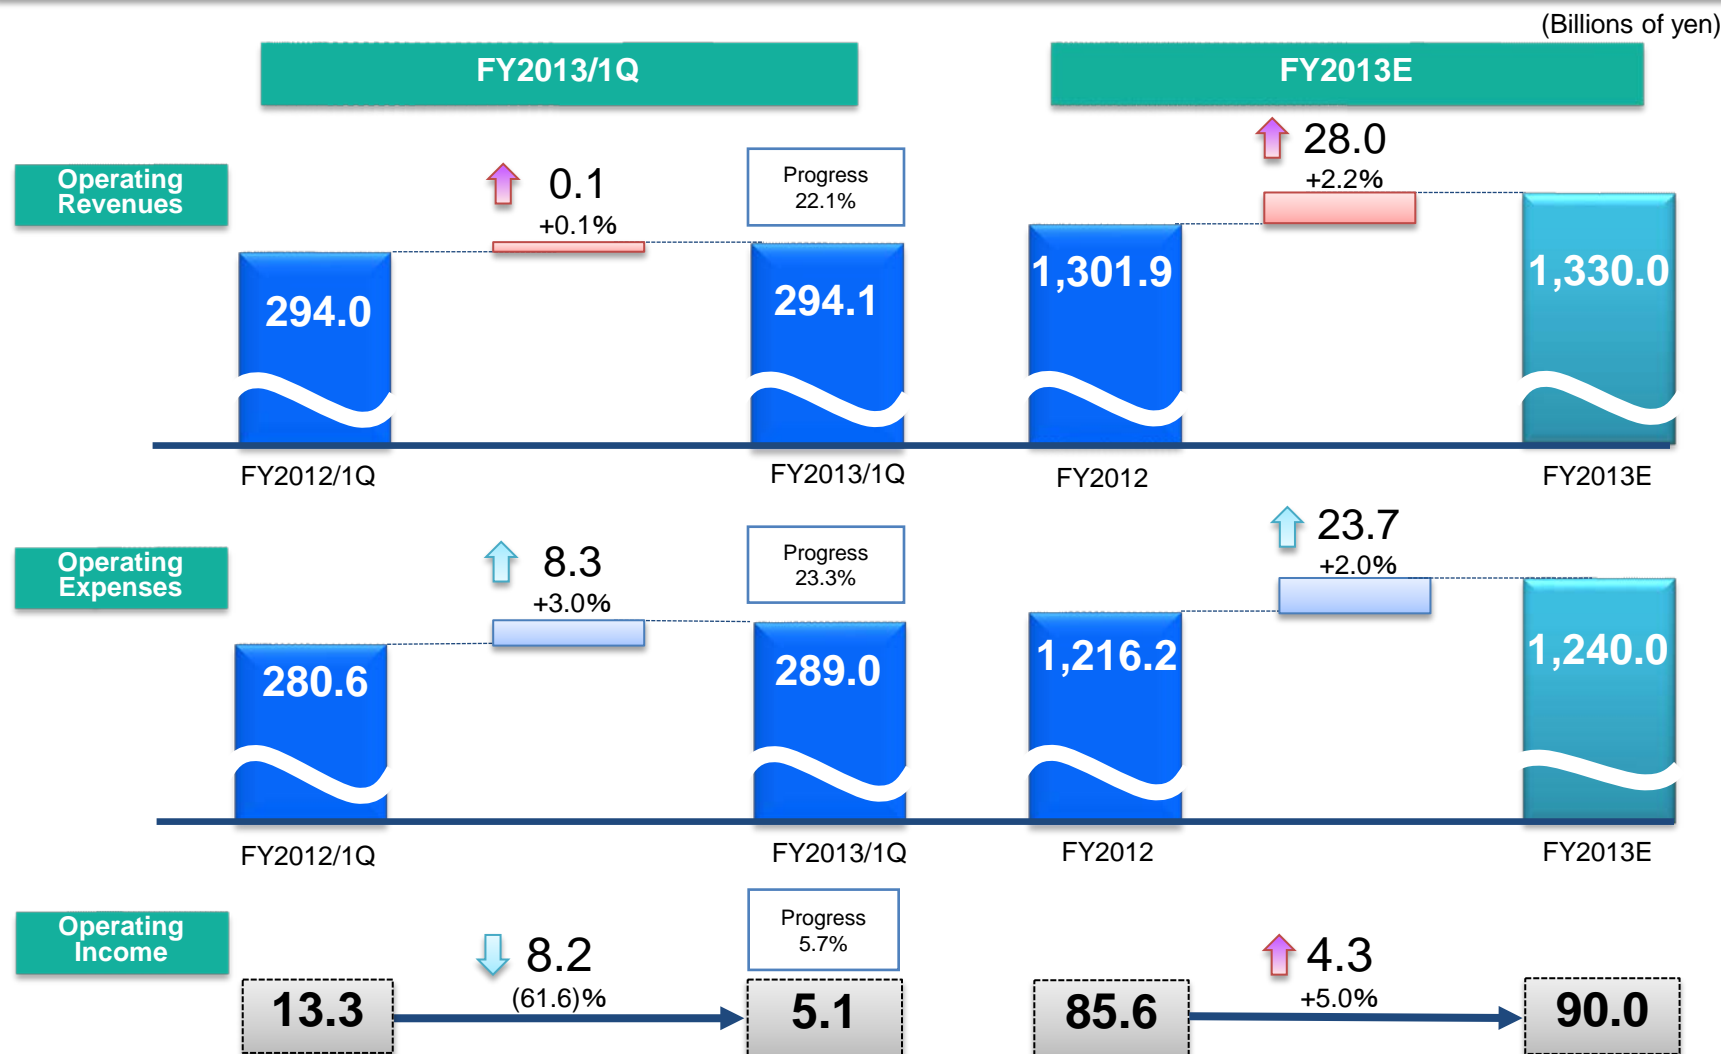 (Billions of yen)
FY2013/1Q
FY2013E
Operating
Revenues
0.1
+0.1%
Progress
22.1%
28.0
+2.2%
294.0
294.1
1,301.9
1,330.0
FY2012/1Q
FY2013/1Q
FY2012
FY2013E
Operating
Expenses
8.3
+3.0%
Progress
23.3%
23.7
+2.0%
280.6
289.0
1,216.2
1,240.0
FY2012/1Q
FY2013/1Q
FY2012
FY2013E
Operating
Income
8.2
(61.6)%
Progress
5.7%
4.3
+5.0%
13.3
5.1
85.6
90.0